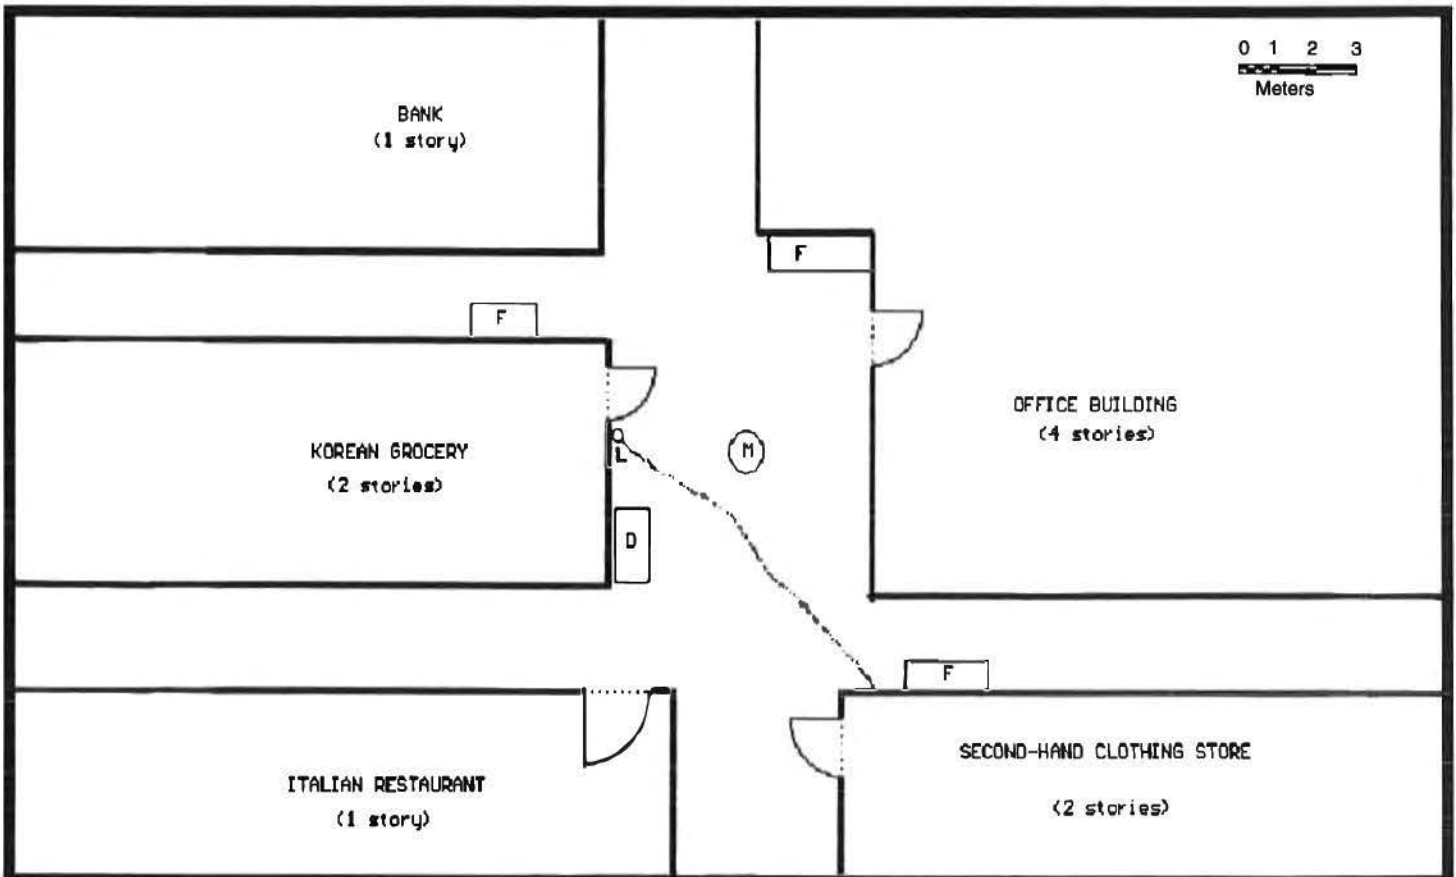 0 1 2 3
Meters
BANK
(1 story)
F
F
OFFICE BUILDING
(4 stories)
KOREAN GROCERY
(2 stories)
L
M
D
F
SECOND-HAND CLOTHING STORE
(2 stories)
ITALIAN RESTAURANT
(1 story)